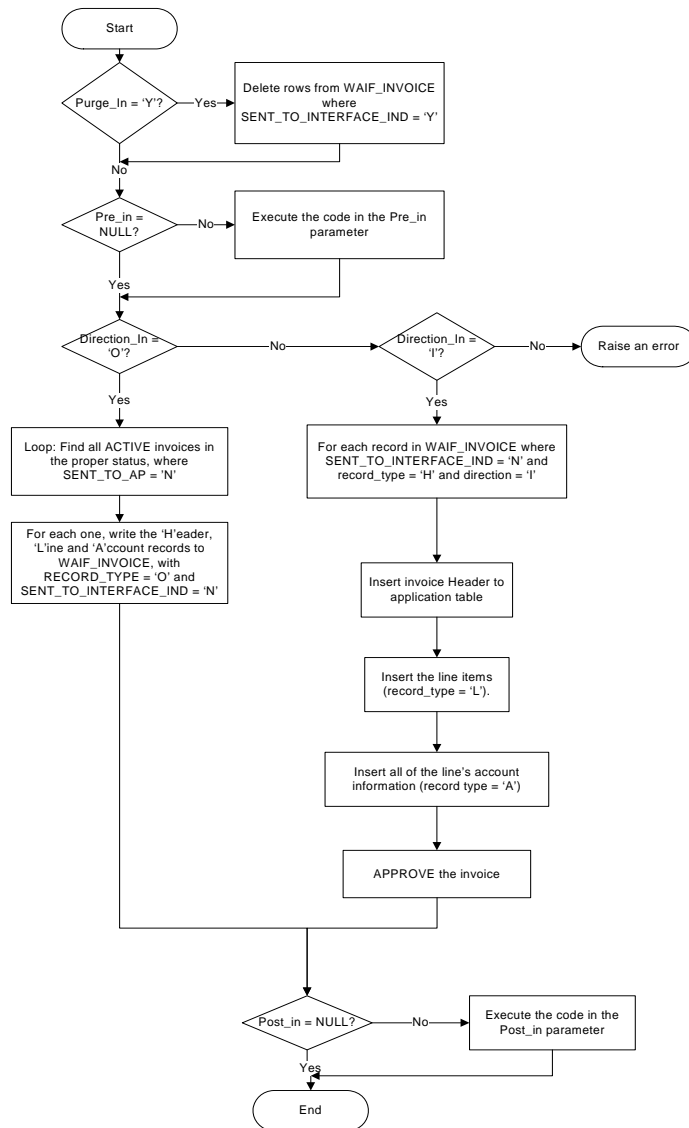 Start
Purge_In = ‘Y’?
Yes
Delete rows from WAIF_INVOICE
where
SENT_TO_INTERFACE_IND = ‘Y’
No
Pre_in =
NULL?
No
Execute the code in the Pre_in
parameter
Yes
Direction_In =
‘O’?
No
Direction_In =
‘I’?
No
Raise an error
Yes
Yes
Loop: Find all ACTIVE invoices in
the proper status, where
SENT_TO_AP = ’N’
For each record in WAIF_INVOICE where
SENT_TO_INTERFACE_IND = ‘N’ and
record_type = ‘H’ and direction = ‘I’
For each one, write the ‘H’eader,
‘L’ine and ‘A’ccount records to
WAIF_INVOICE, with
RECORD_TYPE = ‘O’ and
SENT_TO_INTERFACE_IND = ‘N’
Insert invoice Header to
application table
Insert the line items
(record_type = ‘L’).
Insert all of the line’s account
information (record type = ‘A’)
APPROVE the invoice
Post_in = NULL?
No
Execute the code in the
Post_in parameter
Yes
End